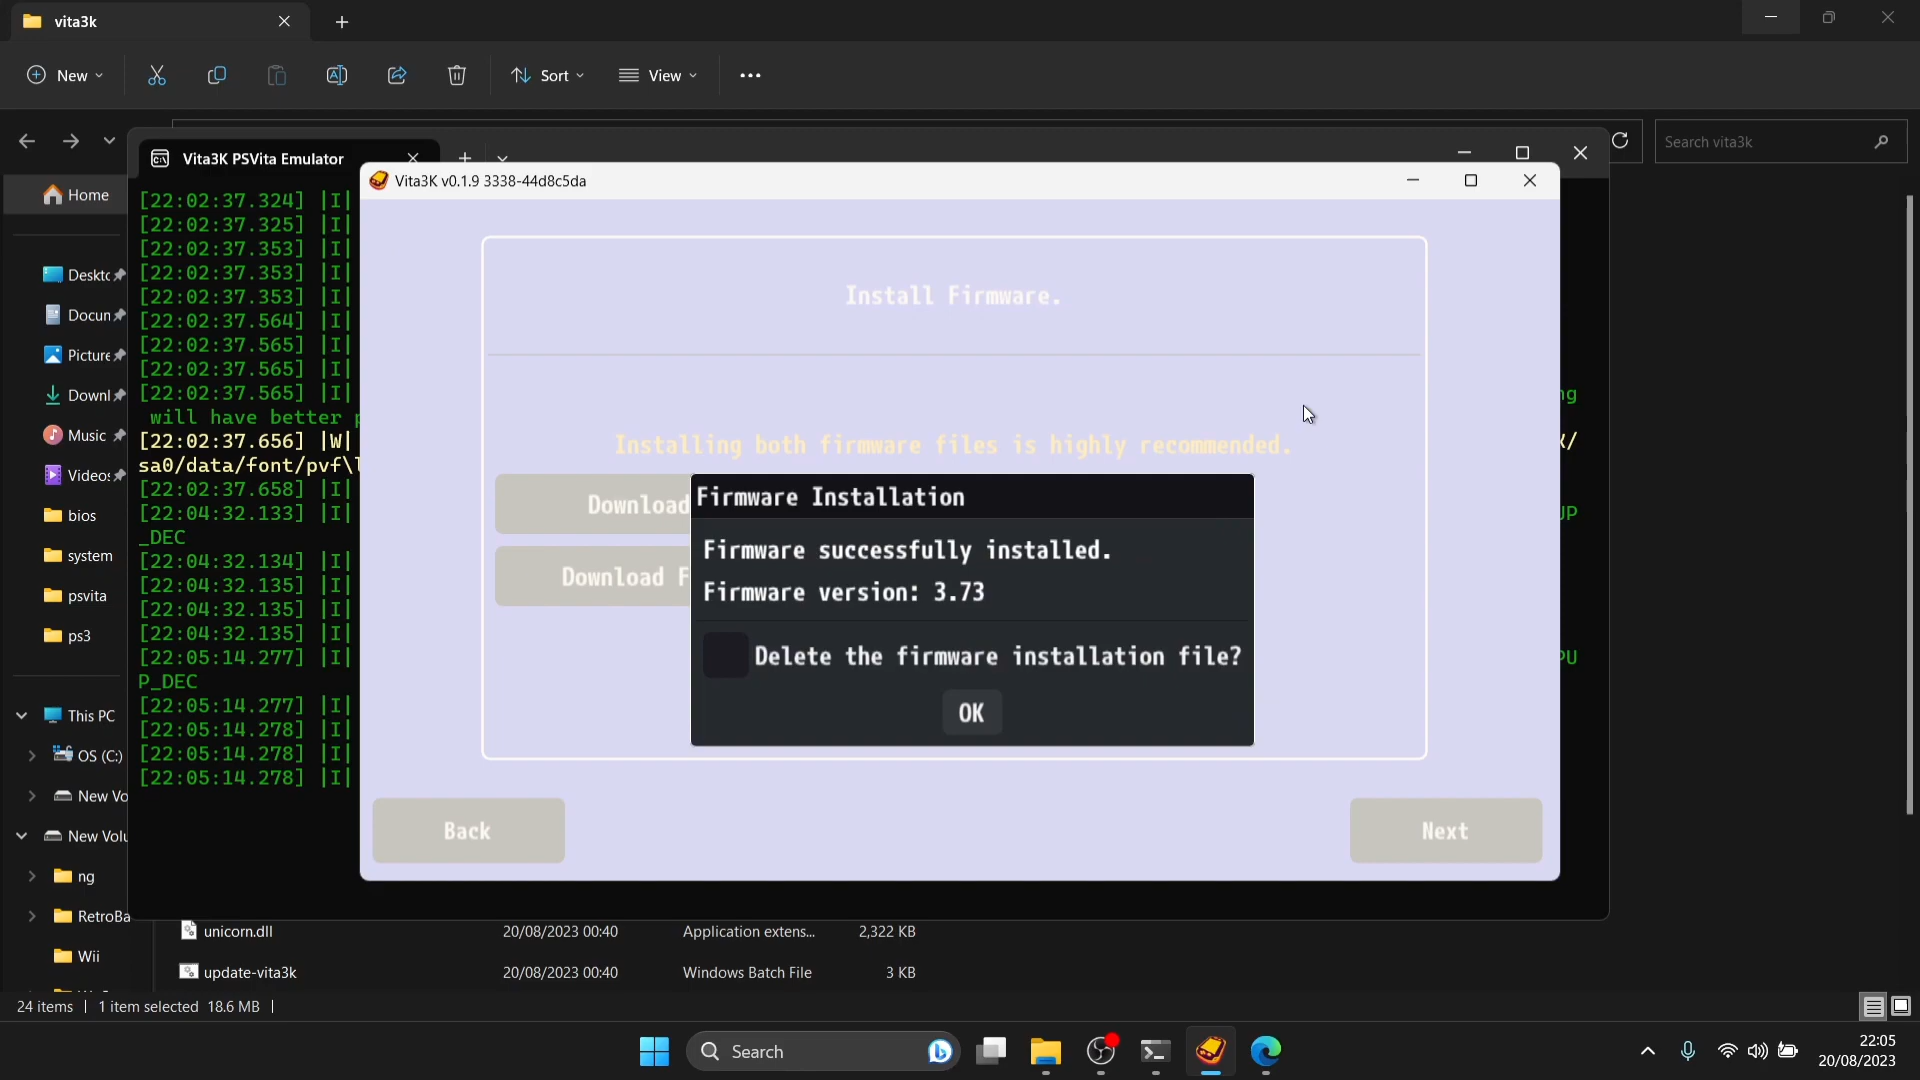 vita3k
New
Sort
View
Search vita3k
Vita3K PSVita Emulator
Vita3K v0.1.9 3338-44d8c5da
Home
Deskto
Docun
Picture
Downl
Music
Videos
bios
system
psvita
ps3
This PC
OS (C:)
New Vo
New Volu
ng
RetroBa
Wii
[22:02:37.324] |I|
[22:02:37.325] |I|
[22:02:37.353] |I|
[22:02:37.353] |I|
[22:02:37.353] |I|
[22:02:37.564] |I|
[22:02:37.565] |I|
[22:02:37.565] |I|
[22:02:37.565] |I|
ng
will have better p
[22:02:37.656] |W|
X/
sa0/data/font/pvf\l
[22:02:37.658] |I|
[22:04:32.133] |I|
UP
_DEC
[22:04:32.134] |I|
[22:04:32.135] |I|
[22:04:32.135] |I|
[22:04:32.135] |I|
[22:05:14.277] |I|
PU
P_DEC
[22:05:14.277] |I|
[22:05:14.278] |I|
[22:05:14.278] |I|
[22:05:14.278] |I|
Install Firmware.
Installing both firmware files is highly recommended.
Download
Download F
Firmware Installation
Firmware successfully installed.
Firmware version: 3.73
Delete the firmware installation file?
OK
Back
Next
unicorn.dll 20/08/2023 00:40 Application extens... 2,322 KB
update-vita3k 20/08/2023 00:40 Windows Batch File 3 KB
24 items 1 item selected 18.6 MB
Search
22:05
20/08/2023